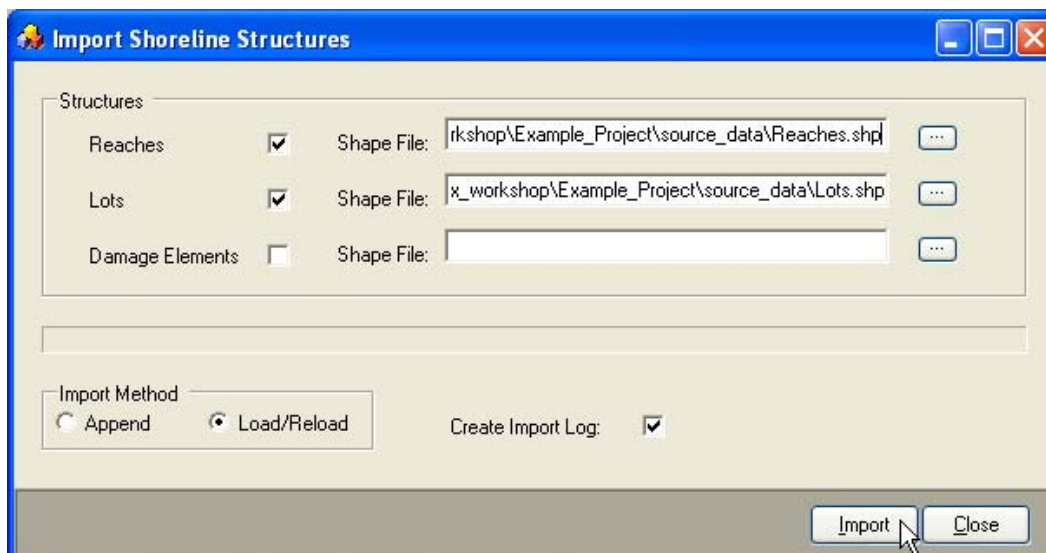 Import Shoreline Structures
Structures
Reaches Shape File: rkshop\Example_Project\source_data\Reaches.shp ...
Lots Shape File: x_workshop\Example_Project\source_data\Lots.shp ...
Damage Elements Shape File: ...
Import Method
Append Load/Reload Create Import Log:
Import Close